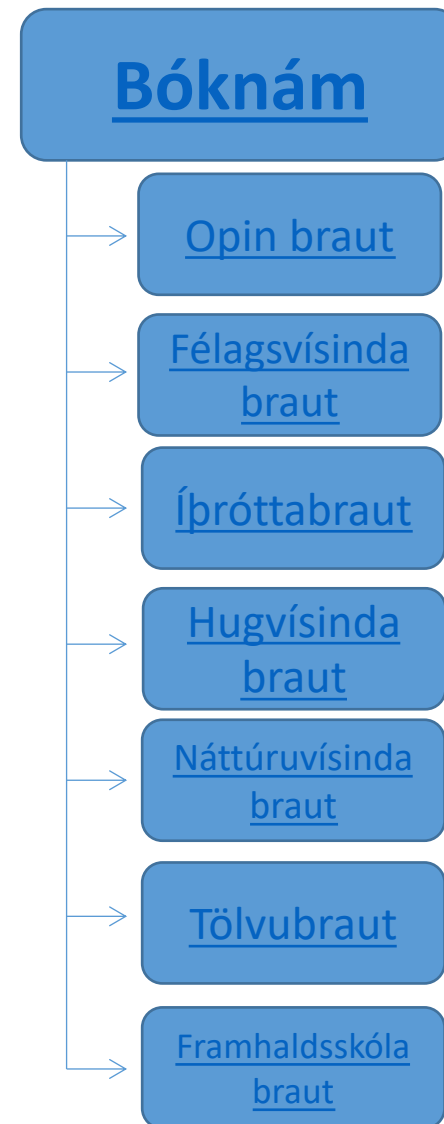 Bóknám
Opin braut
Félagsvísinda
braut
Íþróttabraut
Hugvísinda
braut
Náttúruvísinda
braut
Tölvubraut
Framhaldsskóla
braut